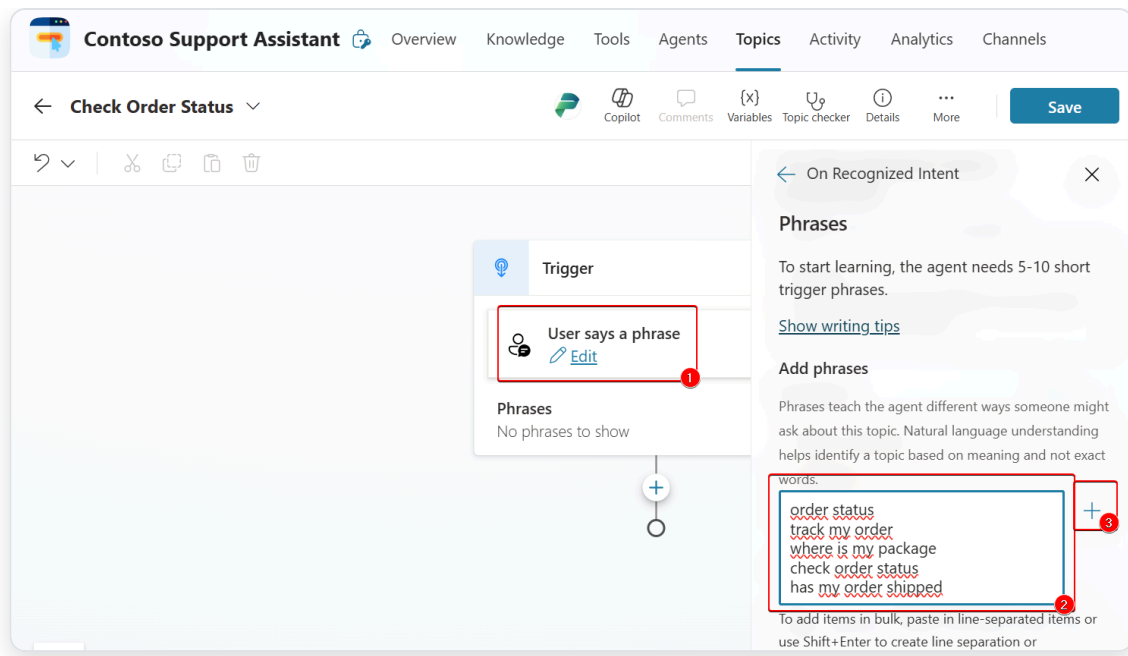 Contoso Support Assistant
Overview
Knowledge
Tools
Agents
Topics
Activity
Analytics
Channels
Check Order Status
Copilot
Comments
{x}
Variables
Topic checker
Details
More
Save
On Recognized Intent
Phrases
To start learning, the agent needs 5-10 short
trigger phrases.
Show writing tips
Add phrases
Phrases teach the agent different ways someone might
ask about this topic. Natural language understanding
helps identify a topic based on meaning and not exact
words.
order status
track my order
where is my package
check order status
has my order shipped
3
2
To add items in bulk, paste in line-separated items or
use Shift+Enter to create line separation or
Trigger
User says a phrase
Edit
1
Phrases
No phrases to show